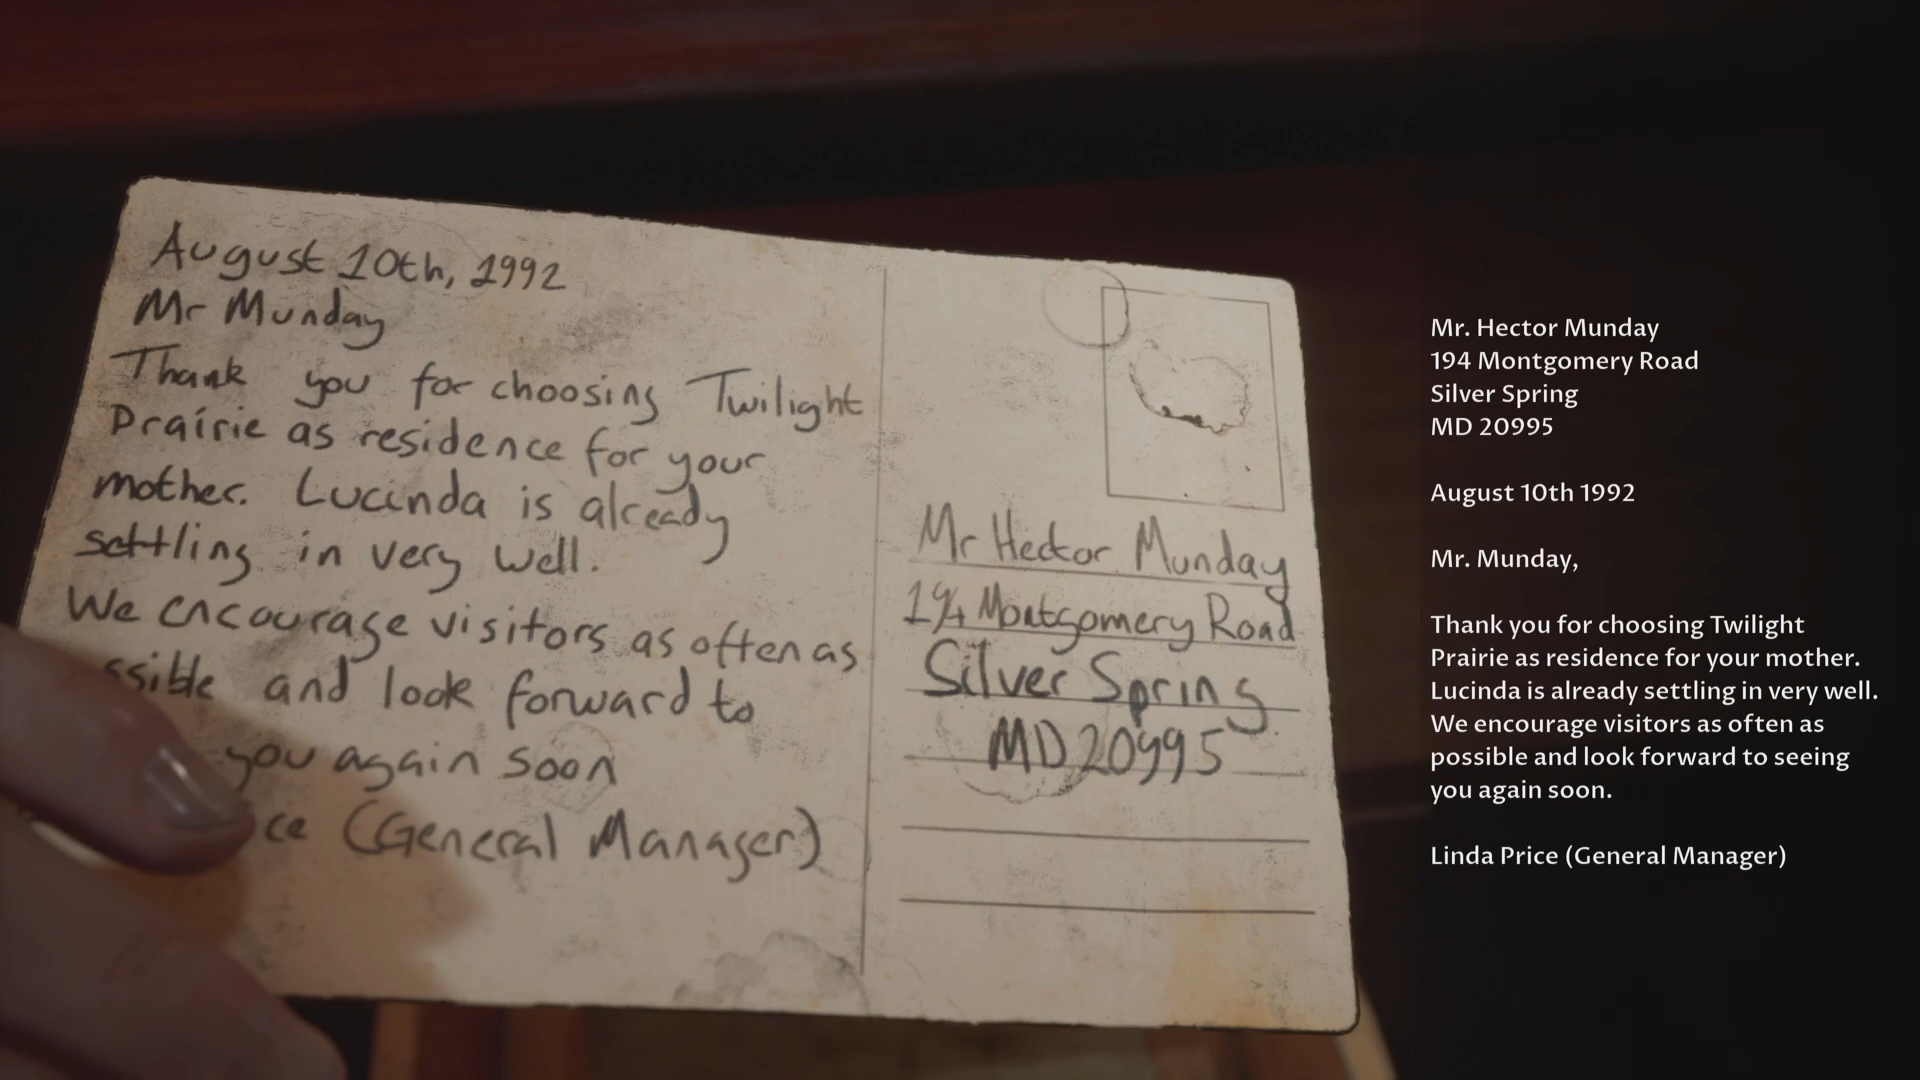 August 10th, 1992
Mr Munday
Thank you for choosing Twilight
Prairie as residence for your
mother. Lucinda is already
settling in very well.
We encourage visitors as often as
ssible and look forward to
you again soon
ce (General Manager)
Mr Hector Munday
194 Montgomery Road
Silver Spring
MD 20995
Mr. Hector Munday
194 Montgomery Road
Silver Spring
MD 20995
August 10th 1992
Mr. Munday,
Thank you for choosing Twilight
Prairie as residence for your mother.
Lucinda is already settling in very well.
We encourage visitors as often as
possible and look forward to seeing
you again soon.
Linda Price (General Manager)